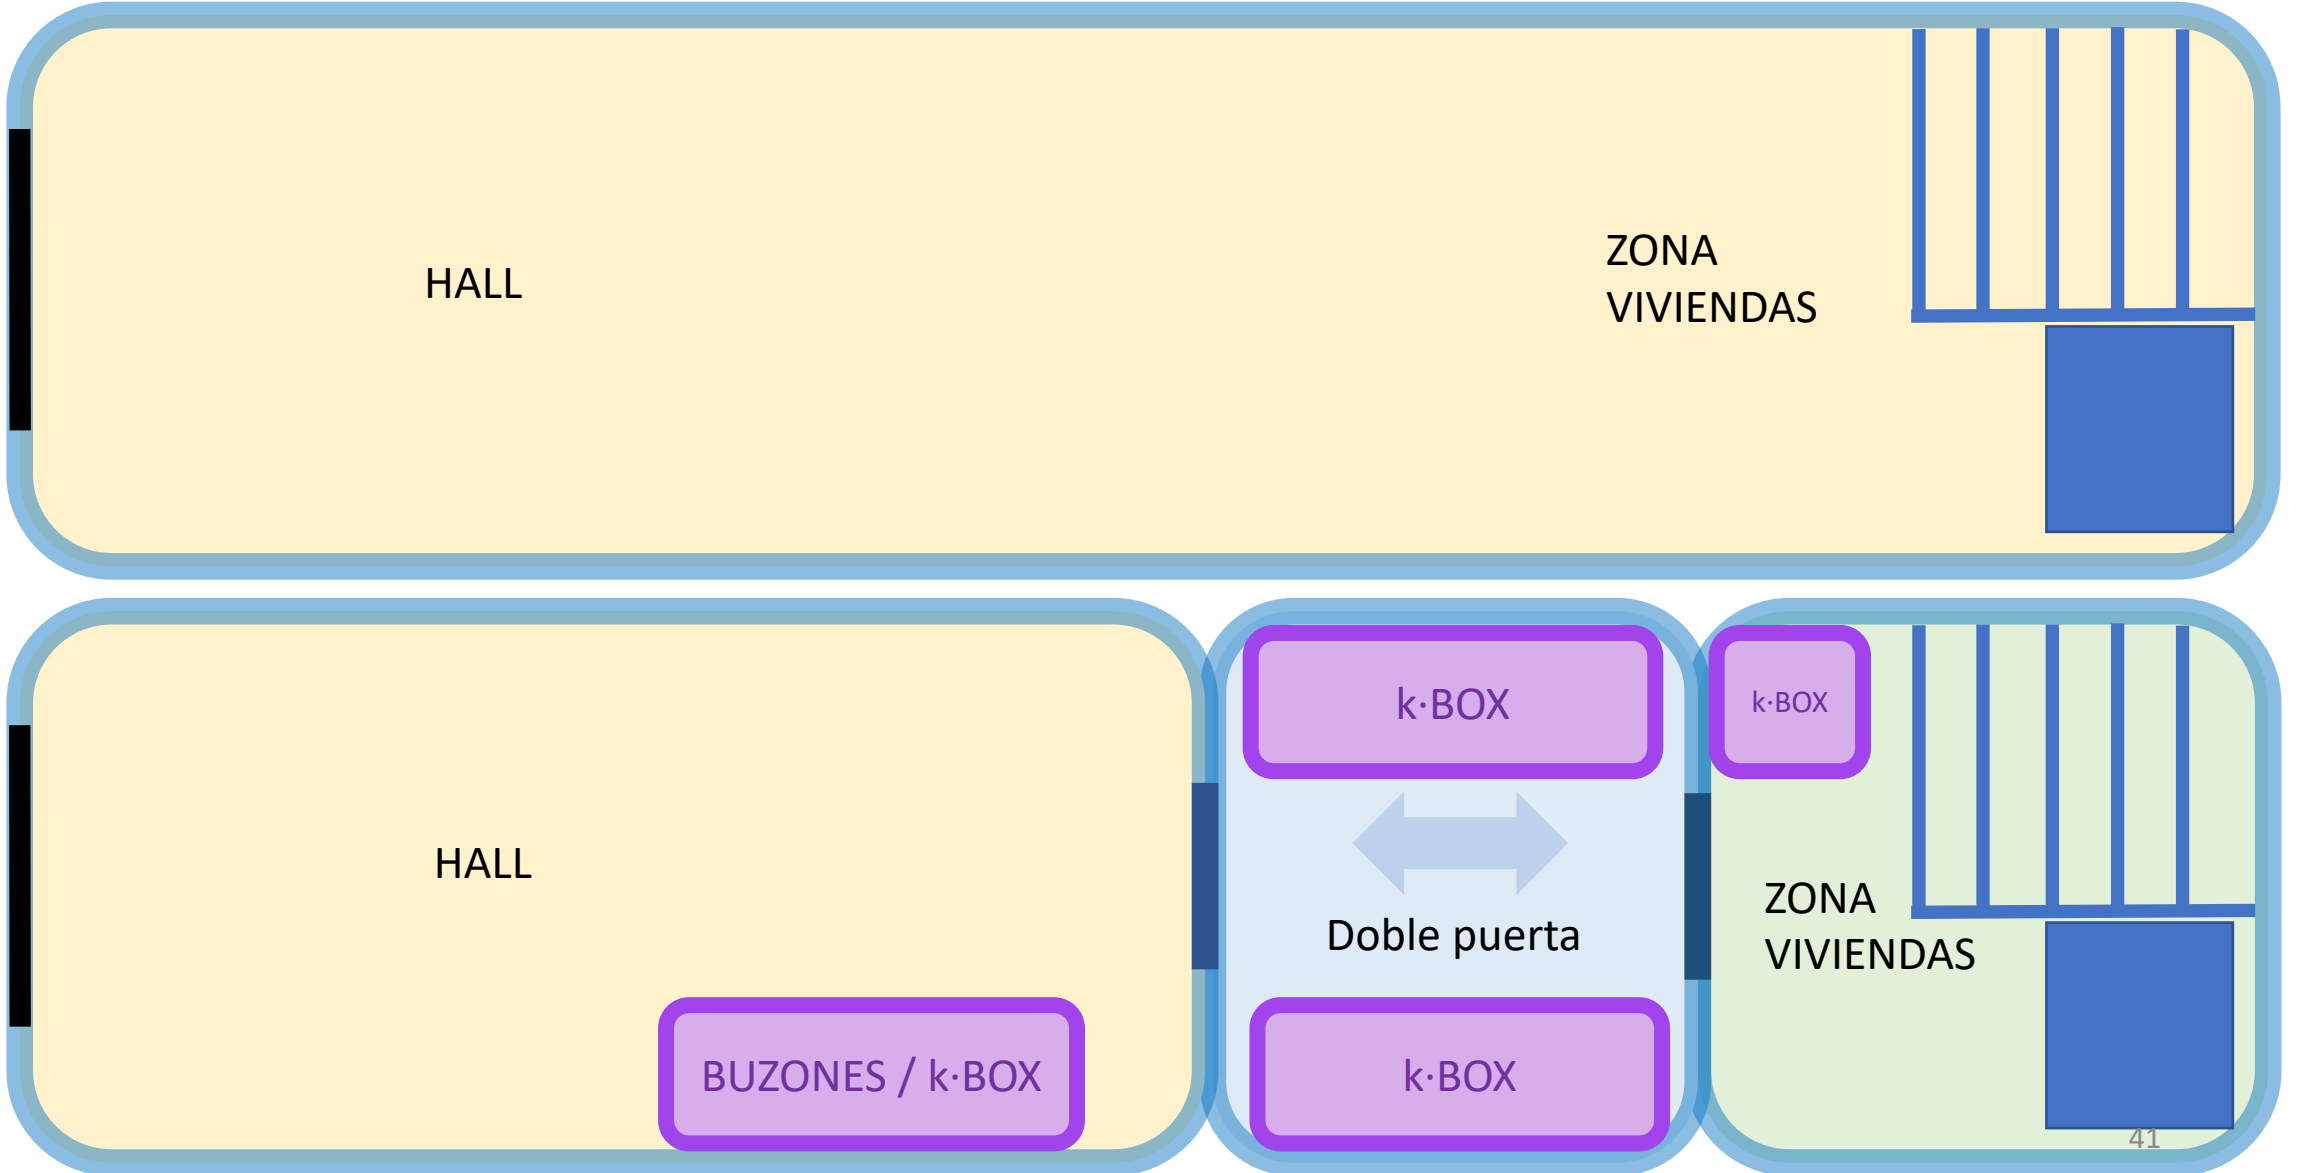 HALL
ZONA
VIVIENDAS
k·BOX
k·BOX
HALL
Doble puerta
ZONA
VIVIENDAS
BUZONES / k·BOX
k·BOX
41